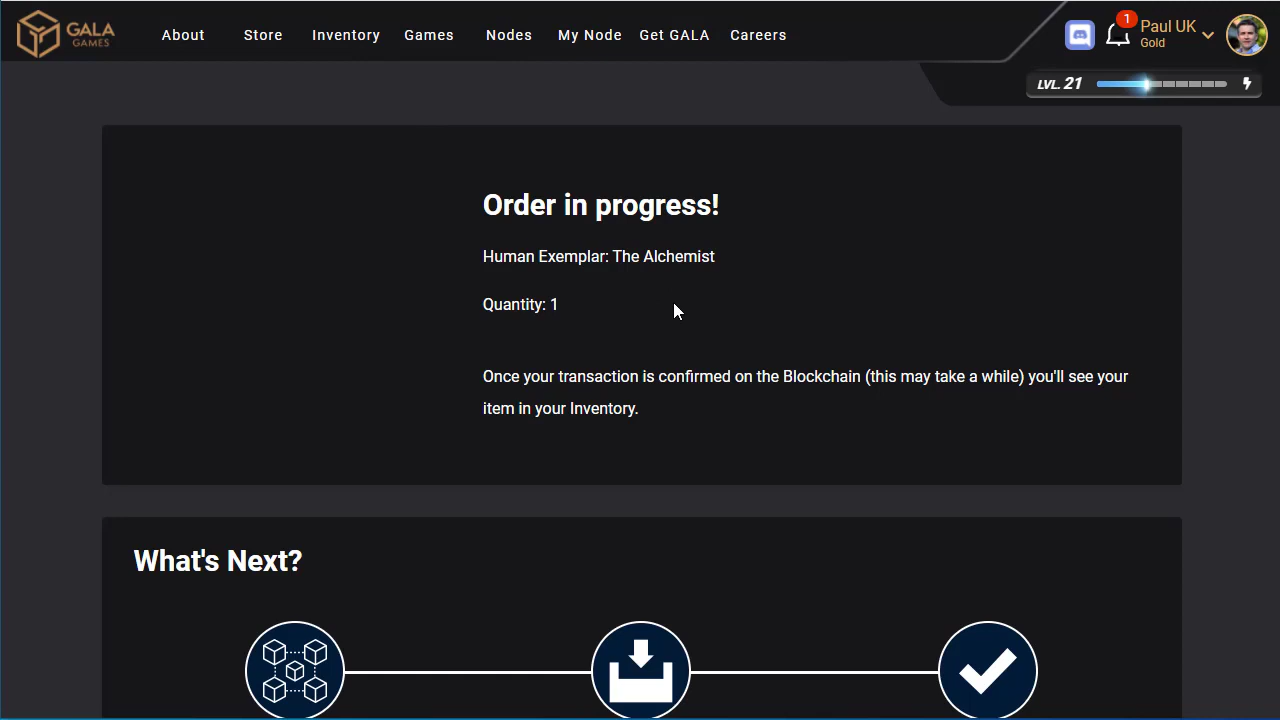 GALA
GAMES
About
Store
Inventory
Games
Nodes
My Node
Get GALA
Careers
1
Paul UK
Gold
LVL. 21
Order in progress!
Human Exemplar: The Alchemist
Quantity: 1
Once your transaction is confirmed on the Blockchain (this may take a while) you'll see your
item in your Inventory.
What's Next?